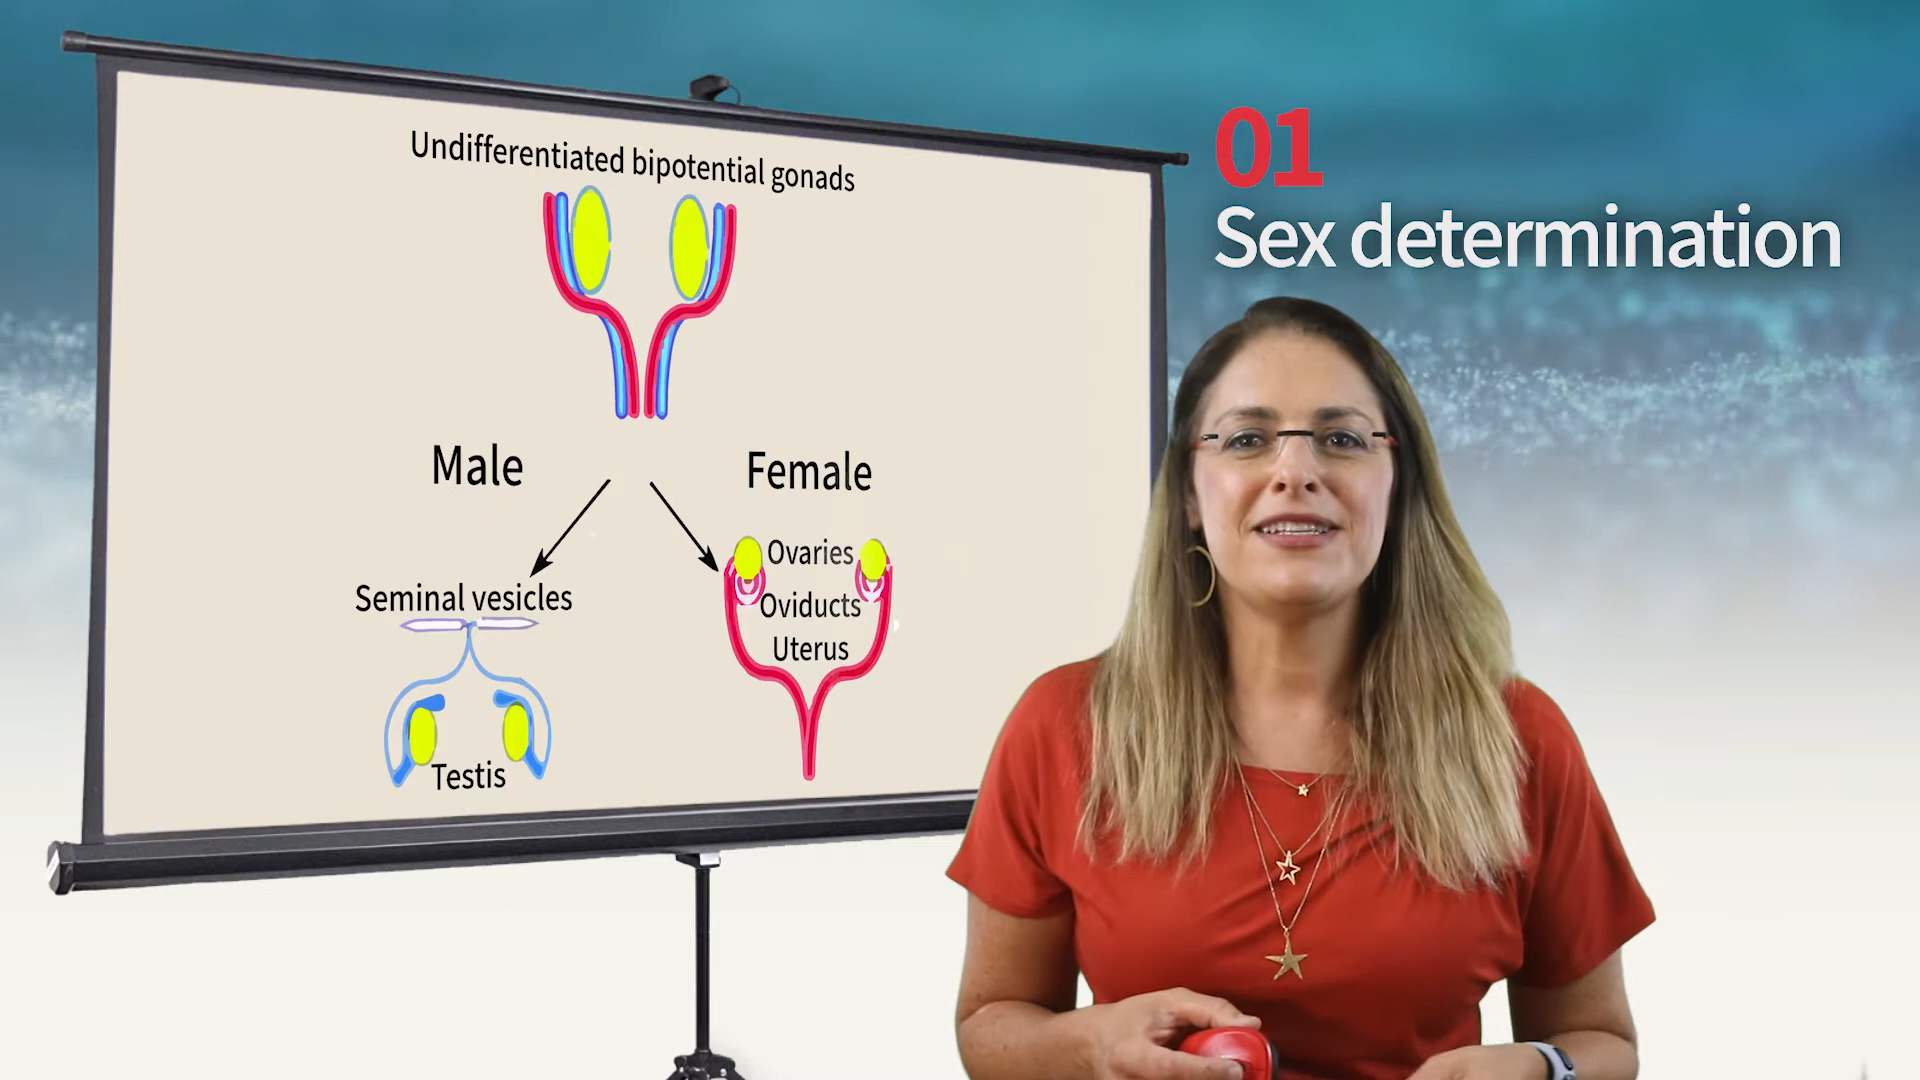 Undifferentiated bipotential gonads
Male
Female
Seminal vesicles
Testis
Ovaries
Oviducts
Uterus
01
Sex determination